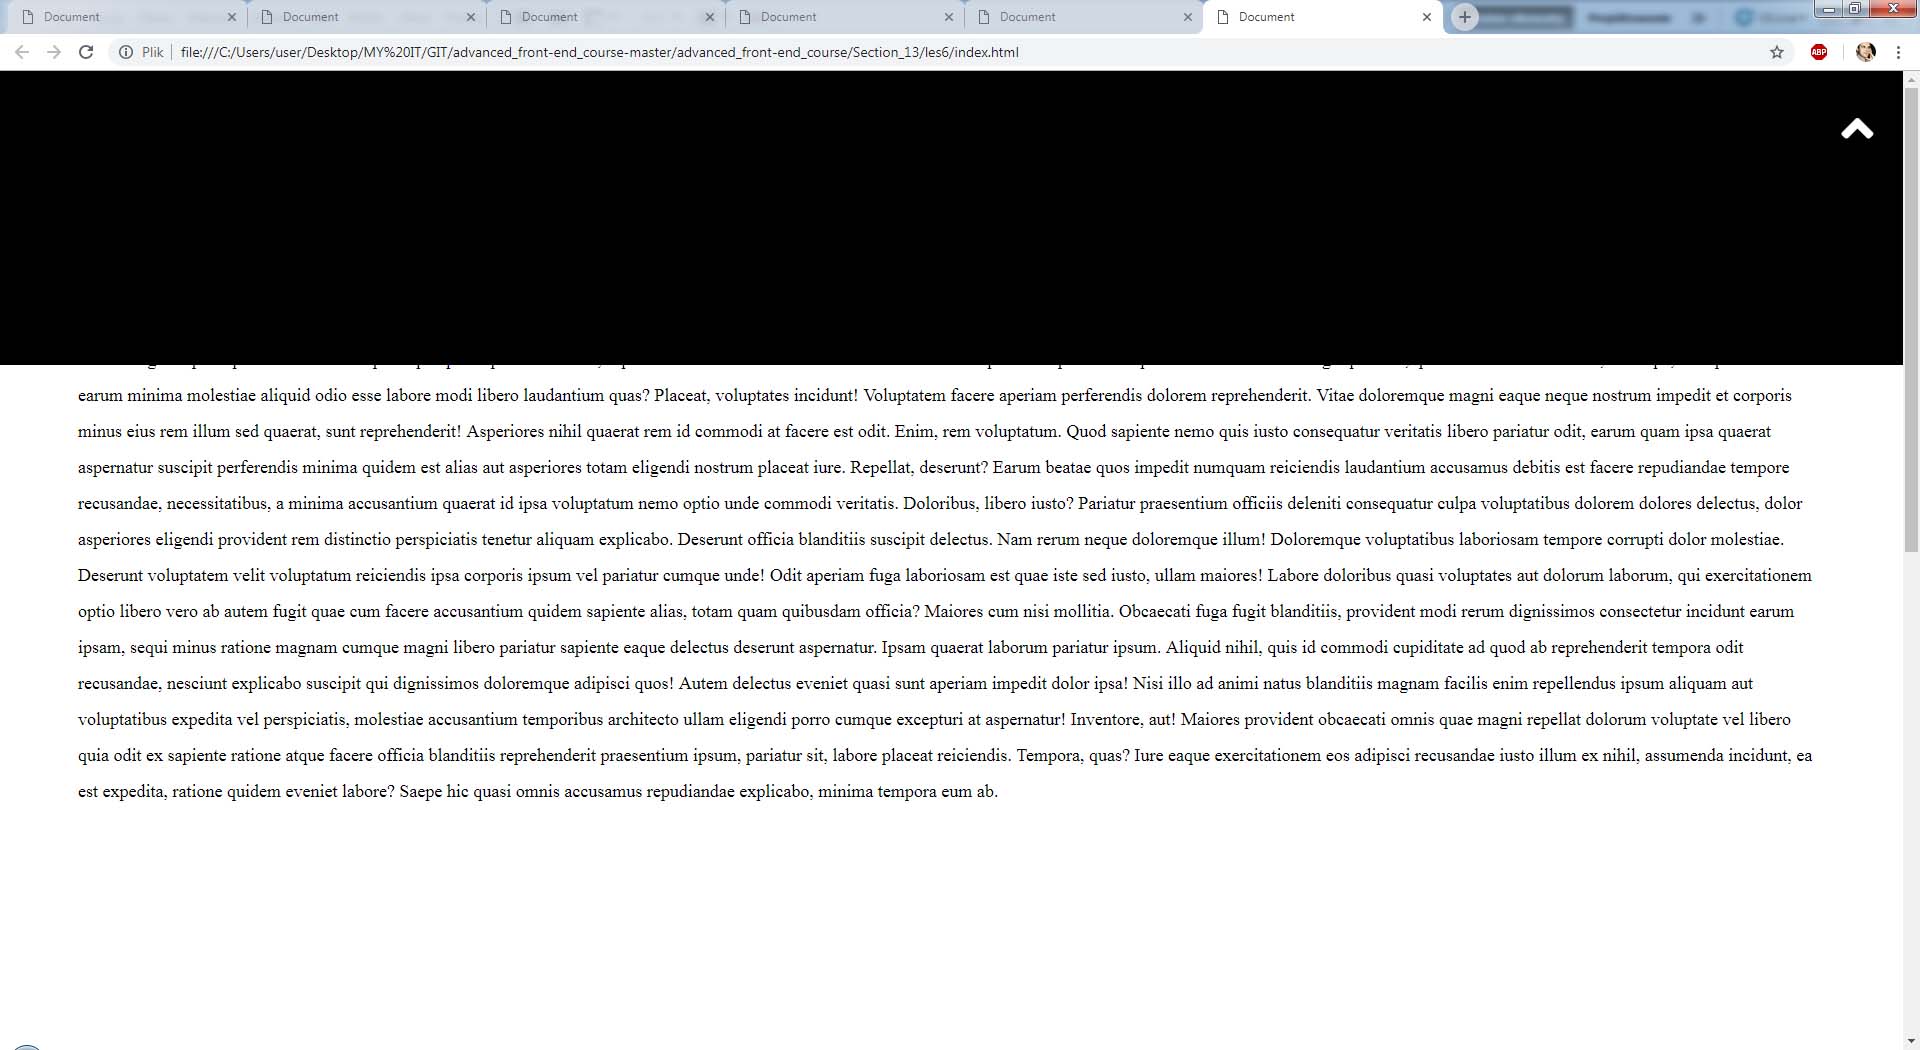 Document
Document
Document
Document
Document
Document
Plik
file:///C:/Users/user/Desktop/MY%20IT/GIT/advanced_front-end_course-master/advanced_front-end_course/Section_13/les6/index.html
ABP
earum minima molestiae aliquid odio esse labore modi libero laudantium quas? Placeat, voluptates incidunt! Voluptatem facere aperiam perferendis dolorem reprehenderit. Vitae doloremque magni eaque neque nostrum impedit et corporis
minus eius rem illum sed quaerat, sunt reprehenderit! Asperiores nihil quaerat rem id commodi at facere est odit. Enim, rem voluptatum. Quod sapiente nemo quis iusto consequatur veritatis libero pariatur odit, earum quam ipsa quaerat
aspernatur suscipit perferendis minima quidem est alias aut asperiores totam eligendi nostrum placeat iure. Repellat, deserunt? Earum beatae quos impedit numquam reiciendis laudantium accusamus debitis est facere repudiandae tempore
recusandae, necessitatibus, a minima accusantium quaerat id ipsa voluptatum nemo optio unde commodi veritatis. Doloribus, libero iusto? Pariatur praesentium officiis deleniti consequatur culpa voluptatibus dolorem dolores delectus, dolor
asperiores eligendi provident rem distinctio perspiciatis tenetur aliquam explicabo. Deserunt officia blanditiis suscipit delectus. Nam rerum neque doloremque illum! Doloremque voluptatibus laboriosam tempore corrupti dolor molestiae.
Deserunt voluptatem velit voluptatum reiciendis ipsa corporis ipsum vel pariatur cumque unde! Odit aperiam fuga laboriosam est quae iste sed iusto, ullam maiores! Labore doloribus quasi voluptates aut dolorum laborum, qui exercitationem
optio libero vero ab autem fugit quae cum facere accusantium quidem sapiente alias, totam quam quibusdam officia? Maiores cum nisi mollitia. Obcaecati fuga fugit blanditiis, provident modi rerum dignissimos consectetur incidunt earum
ipsam, sequi minus ratione magnam cumque magni libero pariatur sapiente eaque delectus deserunt aspernatur. Ipsam quaerat laborum pariatur ipsum. Aliquid nihil, quis id commodi cupiditate ad quod ab reprehenderit tempora odit
recusandae, nesciunt explicabo suscipit qui dignissimos doloremque adipisci quos! Autem delectus eveniet quasi sunt aperiam impedit dolor ipsa! Nisi illo ad animi natus blanditiis magnam facilis enim repellendus ipsum aliquam aut
voluptatibus expedita vel perspiciatis, molestiae accusantium temporibus architecto ullam eligendi porro cumque excepturi at aspernatur! Inventore, aut! Maiores provident obcaecati omnis quae magni repellat dolorum voluptate vel libero
quia odit ex sapiente ratione atque facere officia blanditiis reprehenderit praesentium ipsum, pariatur sit, labore placeat reiciendis. Tempora, quas? Iure eaque exercitationem eos adipisci recusandae iusto illum ex nihil, assumenda incidunt, ea
est expedita, ratione quidem eveniet labore? Saepe hic quasi omnis accusamus repudiandae explicabo, minima tempora eum ab.